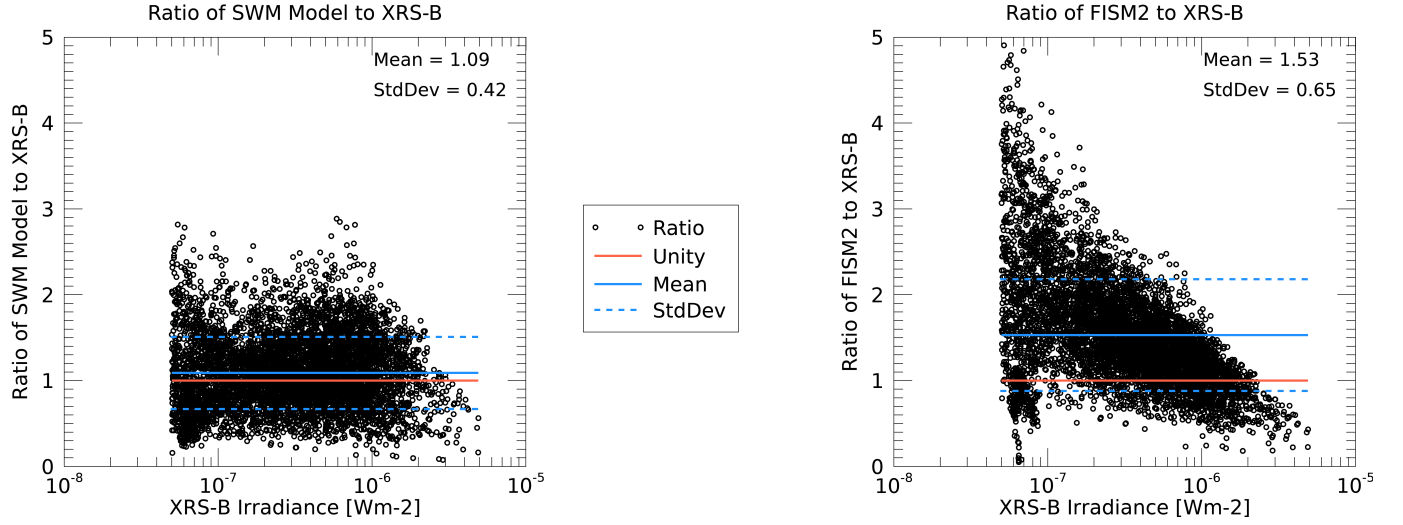 Ratio of SWM Model to XRS-B
Mean = 1.09
StdDev = 0.42
Ratio of SWM Model to XRS-B
5
4
3
2
1
0
10-8
10-7
10-6
10-5
XRS-B Irradiance [Wm-2]
Ratio
Unity
Mean
StdDev
Ratio of FISM2 to XRS-B
Mean = 1.53
StdDev = 0.65
Ratio of FISM2 to XRS-B
5
4
3
2
1
0
10-8
10-7
10-6
10-5
XRS-B Irradiance [Wm-2]